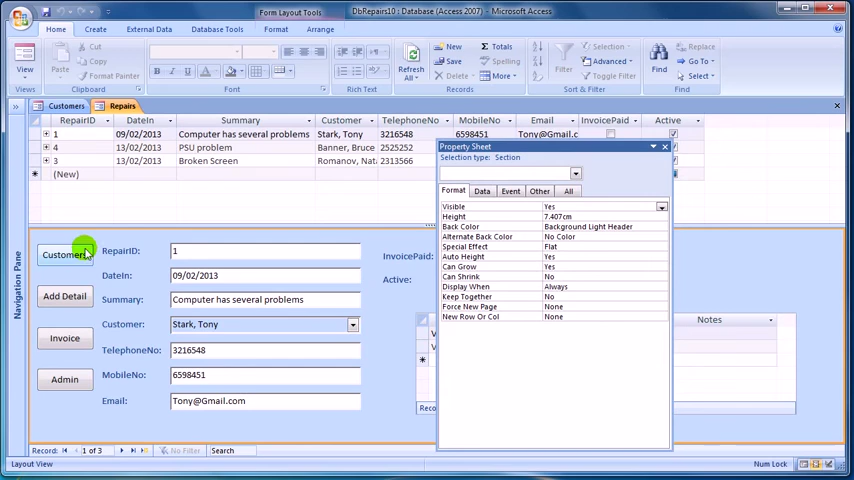 Form Layout Tools
DbRepairs10 : Database (Access 2007) - Microsoft Access
Home Create External Data Database Tools Format Arrange
View
Paste
Cut
Copy
Format Painter
B I U
Refresh All
New
Save
Delete
Totals
More
Filter
Selection
Advanced
Toggle Filter
Find
Replace
Go To
Select
Views Clipboard Font Rich Text Records Sort & Filter Find
Customers Repairs
RepairID DateIn Summary Customer TelephoneNo MobileNo Email InvoicePaid Active
1 09/02/2013 Computer has several problems Stark, Tony 3216548 6598451 Tony@Gmail.c
4 13/02/2013 PSU problem Banner, Bruce 2525252
3 13/02/2013 Broken Screen Romanov, Nata 2313566
(New)
Property Sheet
Selection type: Section
Format Data Event Other All
Visible Yes
Height 7.407cm
Back Color Background Light Header
Alternate Back Color No Color
Special Effect Flat
Auto Height Yes
Can Grow Yes
Can Shrink No
Display When Always
Keep Together No
Force New Page None
New Row Or Col None
Navigation Pane
Customers
Add Detail
Invoice
Admin
RepairID: 1
DateIn: 09/02/2013
Summary: Computer has several problems
Customer: Stark, Tony
TelephoneNo: 3216548
MobileNo: 6598451
Email: Tony@Gmail.com
InvoicePaid:
Active:
Notes
Record: 1 of 3 No Filter Search
Layout View
Num Lock